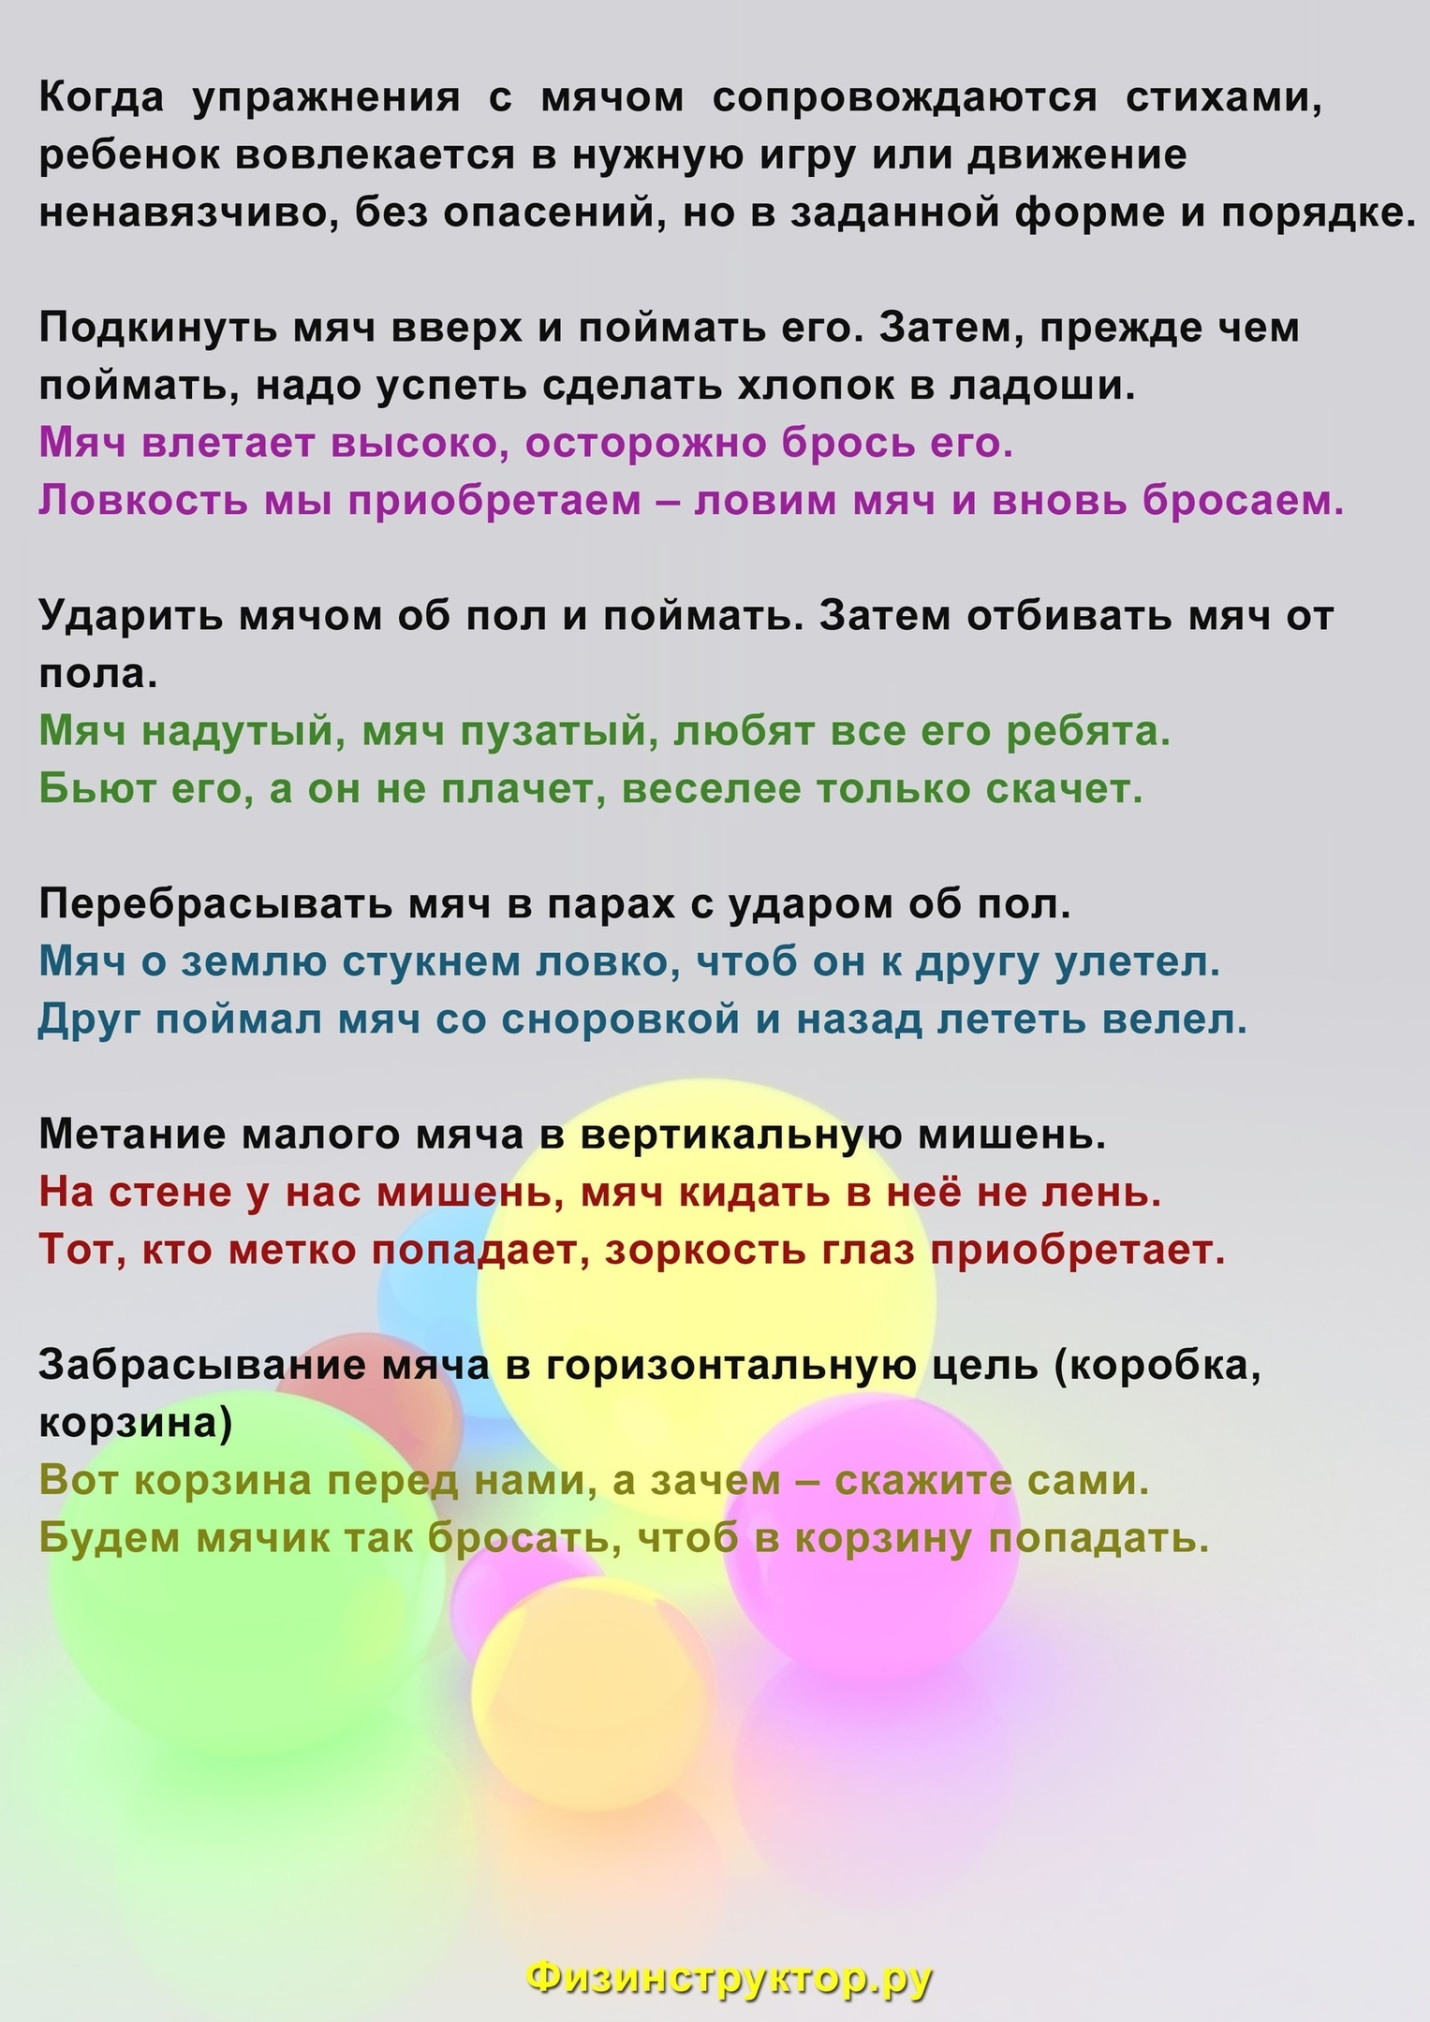 Когда упражнения с мячом сопровождаются стихами,
ребенок вовлекается в нужную игру или движение
ненавязчиво, без опасений, но в заданной форме и порядке.
Подкинуть мяч вверх и поймать его. Затем, прежде чем
поймать, надо успеть сделать хлопок в ладоши.
Мяч влетает высоко, осторожно брось его.
Ловкость мы приобретаем – ловим мяч и вновь бросаем.
Ударить мячом об пол и поймать. Затем отбивать мяч от
пола.
Мяч надутый, мяч пузатый, любят все его ребята.
Бьют его, а он не плачет, веселее только скачет.
Перебрасывать мяч в парах с ударом об пол.
Мяч о землю стукнем ловко, чтоб он к другу улетел.
Друг поймал мяч со сноровкой и назад лететь велел.
Метание малого мяча в вертикальную мишень.
На стене у нас мишень, мяч кидать в неё не лень.
Тот, кто метко попадает, зоркость глаз приобретает.
Забрасывание мяча в горизонтальную цель (коробка,
корзина)
Вот корзина перед нами, а зачем – скажите сами.
Будем мячик так бросать, чтоб в корзину попадать.
Физинструктор.ру